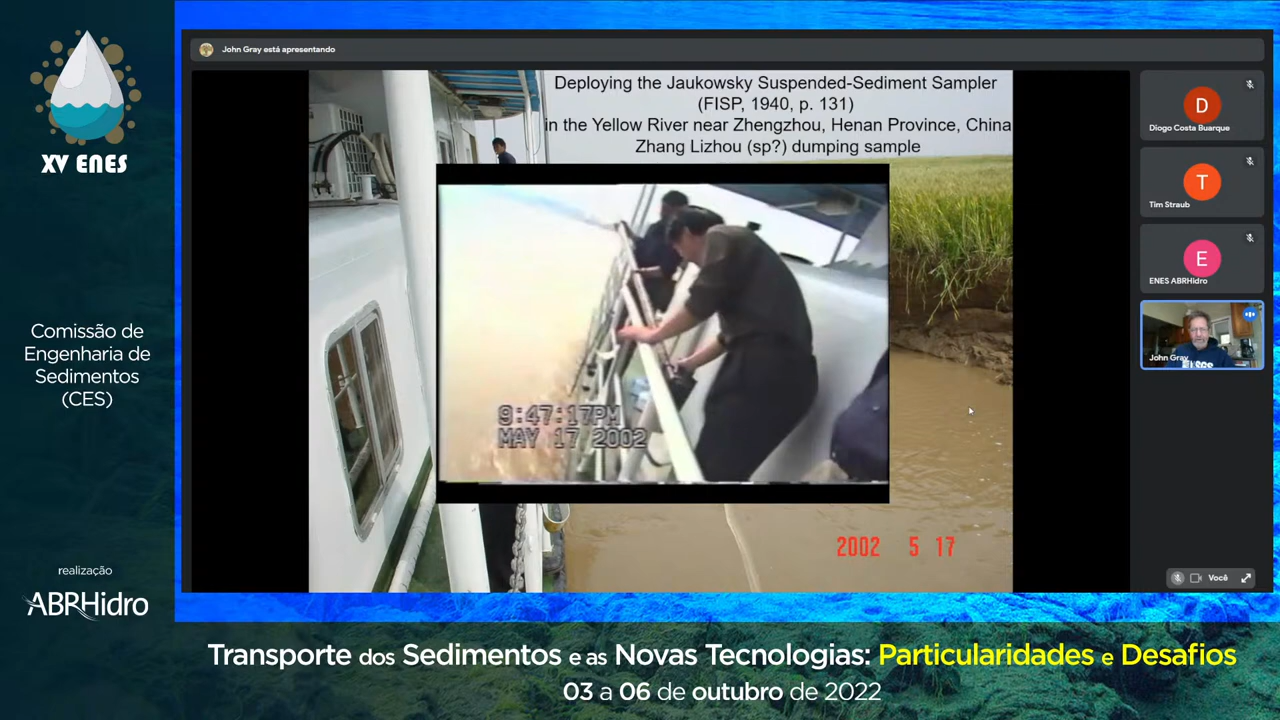 XV ENES
Comissão de
Engenharia de
Sedimentos
(CES)
realização
ABRHidro
John Gray está apresentando
Deploying the Jaukowsky Suspended-Sediment Sampler
(FISP, 1940, p. 131)
in the Yellow River near Zhengzhou, Henan Province, China
Zhang Lizhou (sp?) dumping sample
9:47:17PM
MAY 17 2002
2002 5 17
D
Diogo Costa Buarque
T
Tim Straub
E
ENES ABRHidro
John Gray
USGS
Você
Transporte dos Sedimentos e as Novas Tecnologias: Particularidades e Desafios
03 a 06 de outubro de 2022